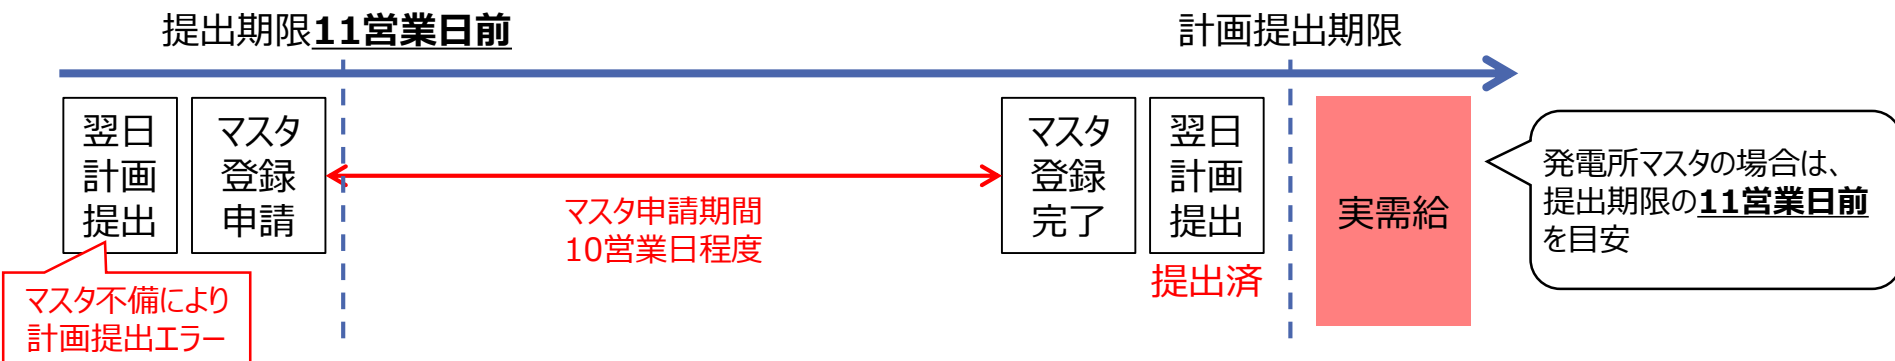 提出期限11営業日前
計画提出期限
翌日
計画
提出
マスタ
登録
申請
マスタ
登録
完了
翌日
計画
提出
実需給
発電所マスタの場合は、
提出期限の11営業日前
を目安
マスタ申請期間
10営業日程度
提出済
マスタ不備により
計画提出エラー